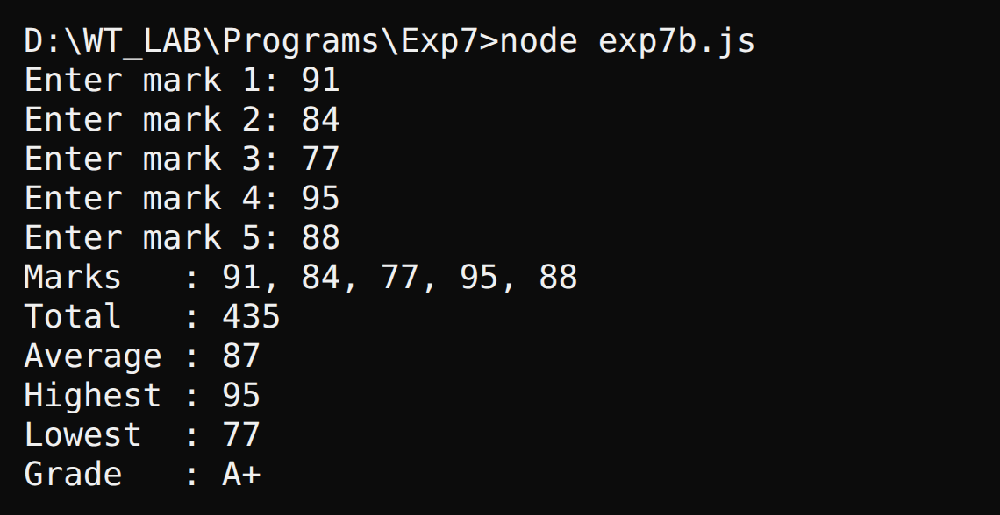 D:\WT_LAB\Programs\Exp7>node exp7b.js
Enter mark 1: 91
Enter mark 2: 84
Enter mark 3: 77
Enter mark 4: 95
Enter mark 5: 88
Marks   : 91, 84, 77, 95, 88
Total   : 435
Average : 87
Highest : 95
Lowest  : 77
Grade   : A+